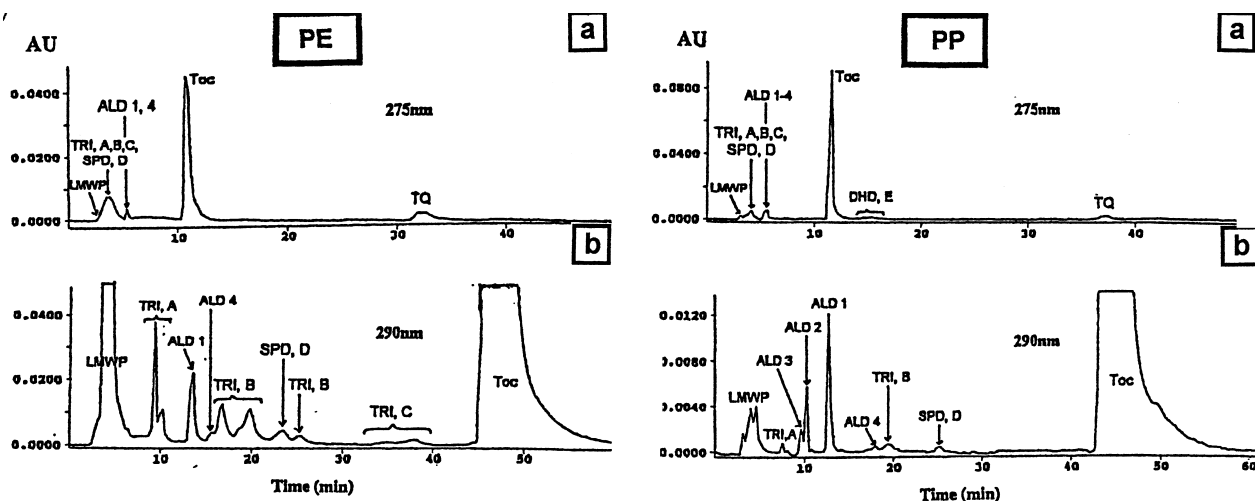 PE
a
AU
Toc
275nm
0.0400
ALD 1, 4
TRI, A,B,C,
SPD, D
0.0200
LMWP
TQ
0.0000
10
20
30
40
b
0.0400
TRI, A
ALD 4
290nm
LMWP
ALD 1
SPD, D
TRI, B
TRI, B
0.0200
TRI, C
Toc
0.0000
10
20
30
40
50
Time (min)
PP
a
AU
Toc
275nm
0.0800
ALD 1-4
TRI, A,B,C,
SPD, D
0.0400
LMWP
DHD, E
TQ
0.0000
10
20
30
40
b
ALD 1
290nm
0.0120
ALD 2
0.0080
ALD 3
TRI, B
Toc
LMWP
0.0040
SPD, D
TRI,A
ALD 4
0.0000
10
20
30
40
50
60
Time (min)